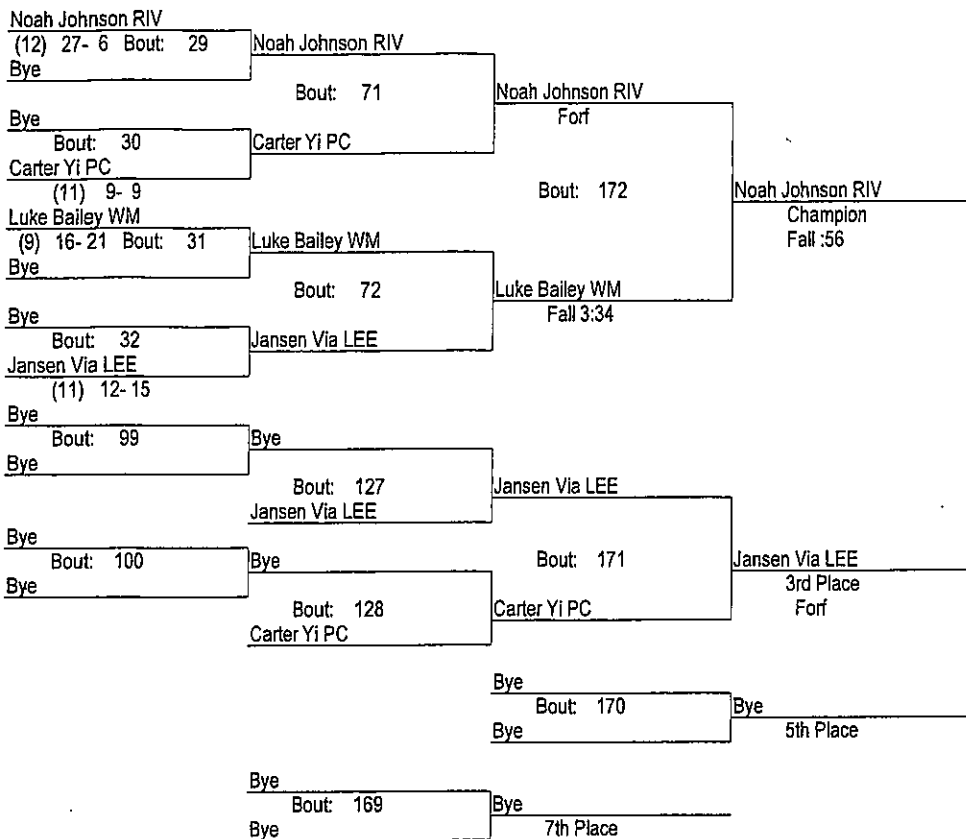 Noah Johnson RIV
(12) 27- 6 Bout: 29
Bye
Noah Johnson RIV
Bout: 71
Bye
Bout: 30
Carter Yi PC
(11) 9- 9
Carter Yi PC
Noah Johnson RIV
Forf
Bout: 172
Luke Bailey WM
(9) 16- 21 Bout: 31
Bye
Luke Bailey WM
Bout: 72
Bye
Bout: 32
Jansen Via LEE
(11) 12- 15
Jansen Via LEE
Luke Bailey WM
Fall 3:34
Noah Johnson RIV
Champion
Fall :56
Bye
Bout: 99
Bye
Bye
Bout: 127
Jansen Via LEE
Jansen Via LEE
Bout: 171
Bye
Bout: 100
Bye
Bye
Bout: 128
Carter Yi PC
Carter Yi PC
Jansen Via LEE
3rd Place
Forf
Bye
Bout: 170
Bye
Bye
5th Place
Bye
Bout: 169
Bye
Bye
7th Place